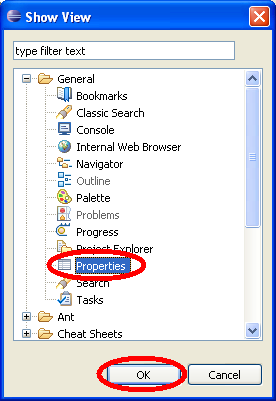 Show View
type filter text
General
Bookmarks
Classic Search
Console
Internal Web Browser
Navigator
Outline
Palette
Problems
Progress
Project Explorer
Properties
Search
Tasks
Ant
Cheat Sheets
OK
Cancel